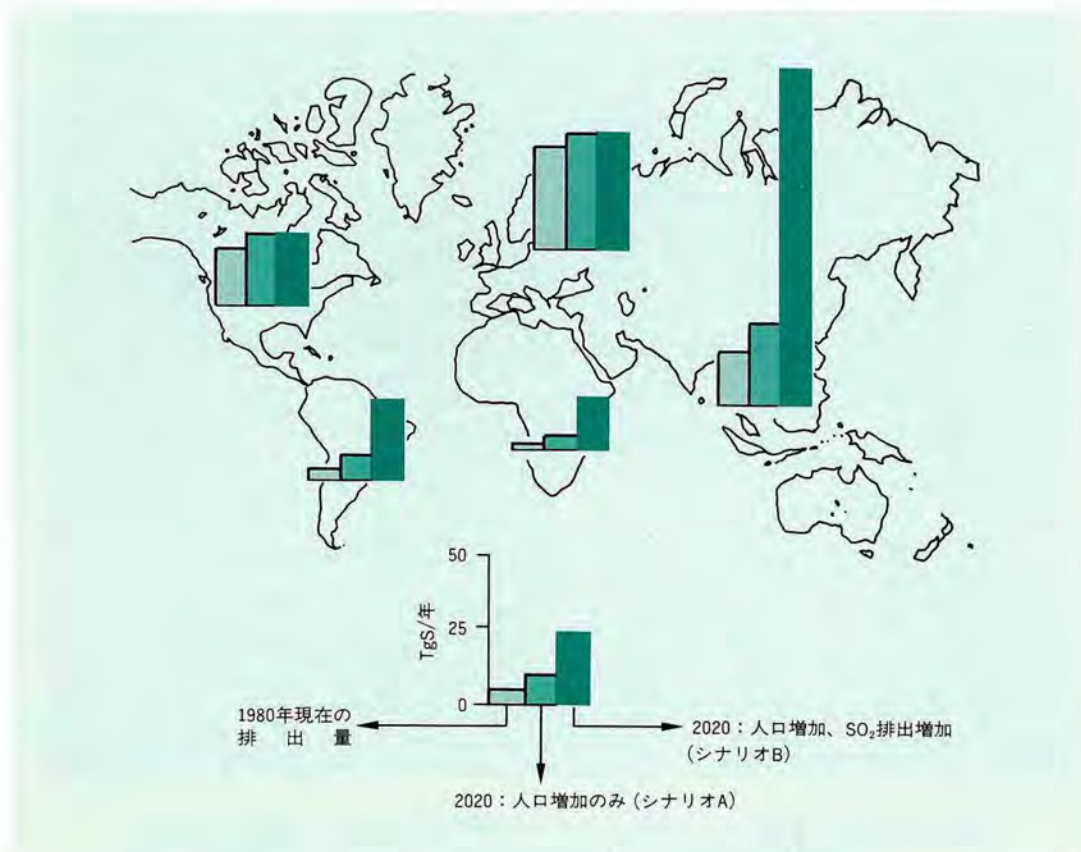 50
25
0
TgS/年
1980年現在の
排出量
2020：人口増加、SO₂排出増加
(シナリオB)
2020：人口増加のみ (シナリオA)